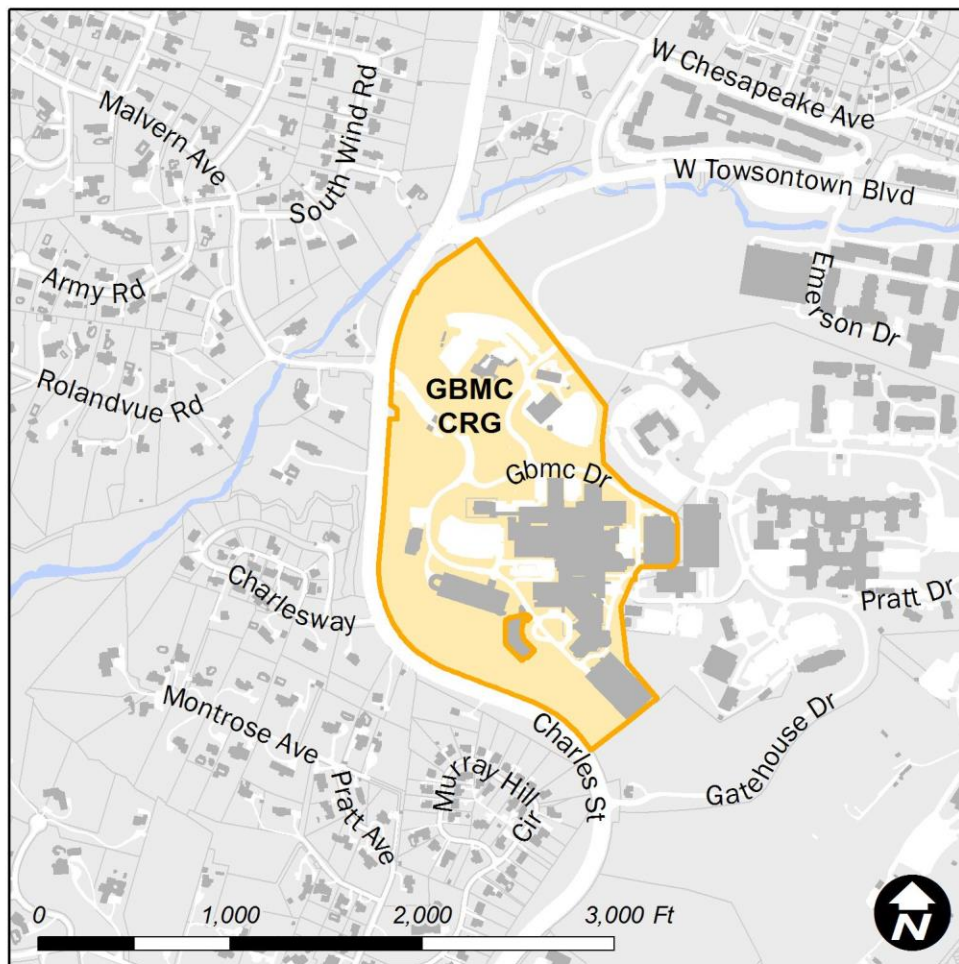 W Chesapeake Ave
South Wind Rd
Malvern Ave
W Towsontown Blvd
Army Rd
Emerson Dr
Rolandvue Rd
GBMC
CRG
Gbmc Dr
Charlesway
Pratt Dr
Montrose Ave
Charles St
Gatehouse Dr
Murray Hill
Cir
Pratt Ave
0 1,000 2,000 3,000 Ft
N